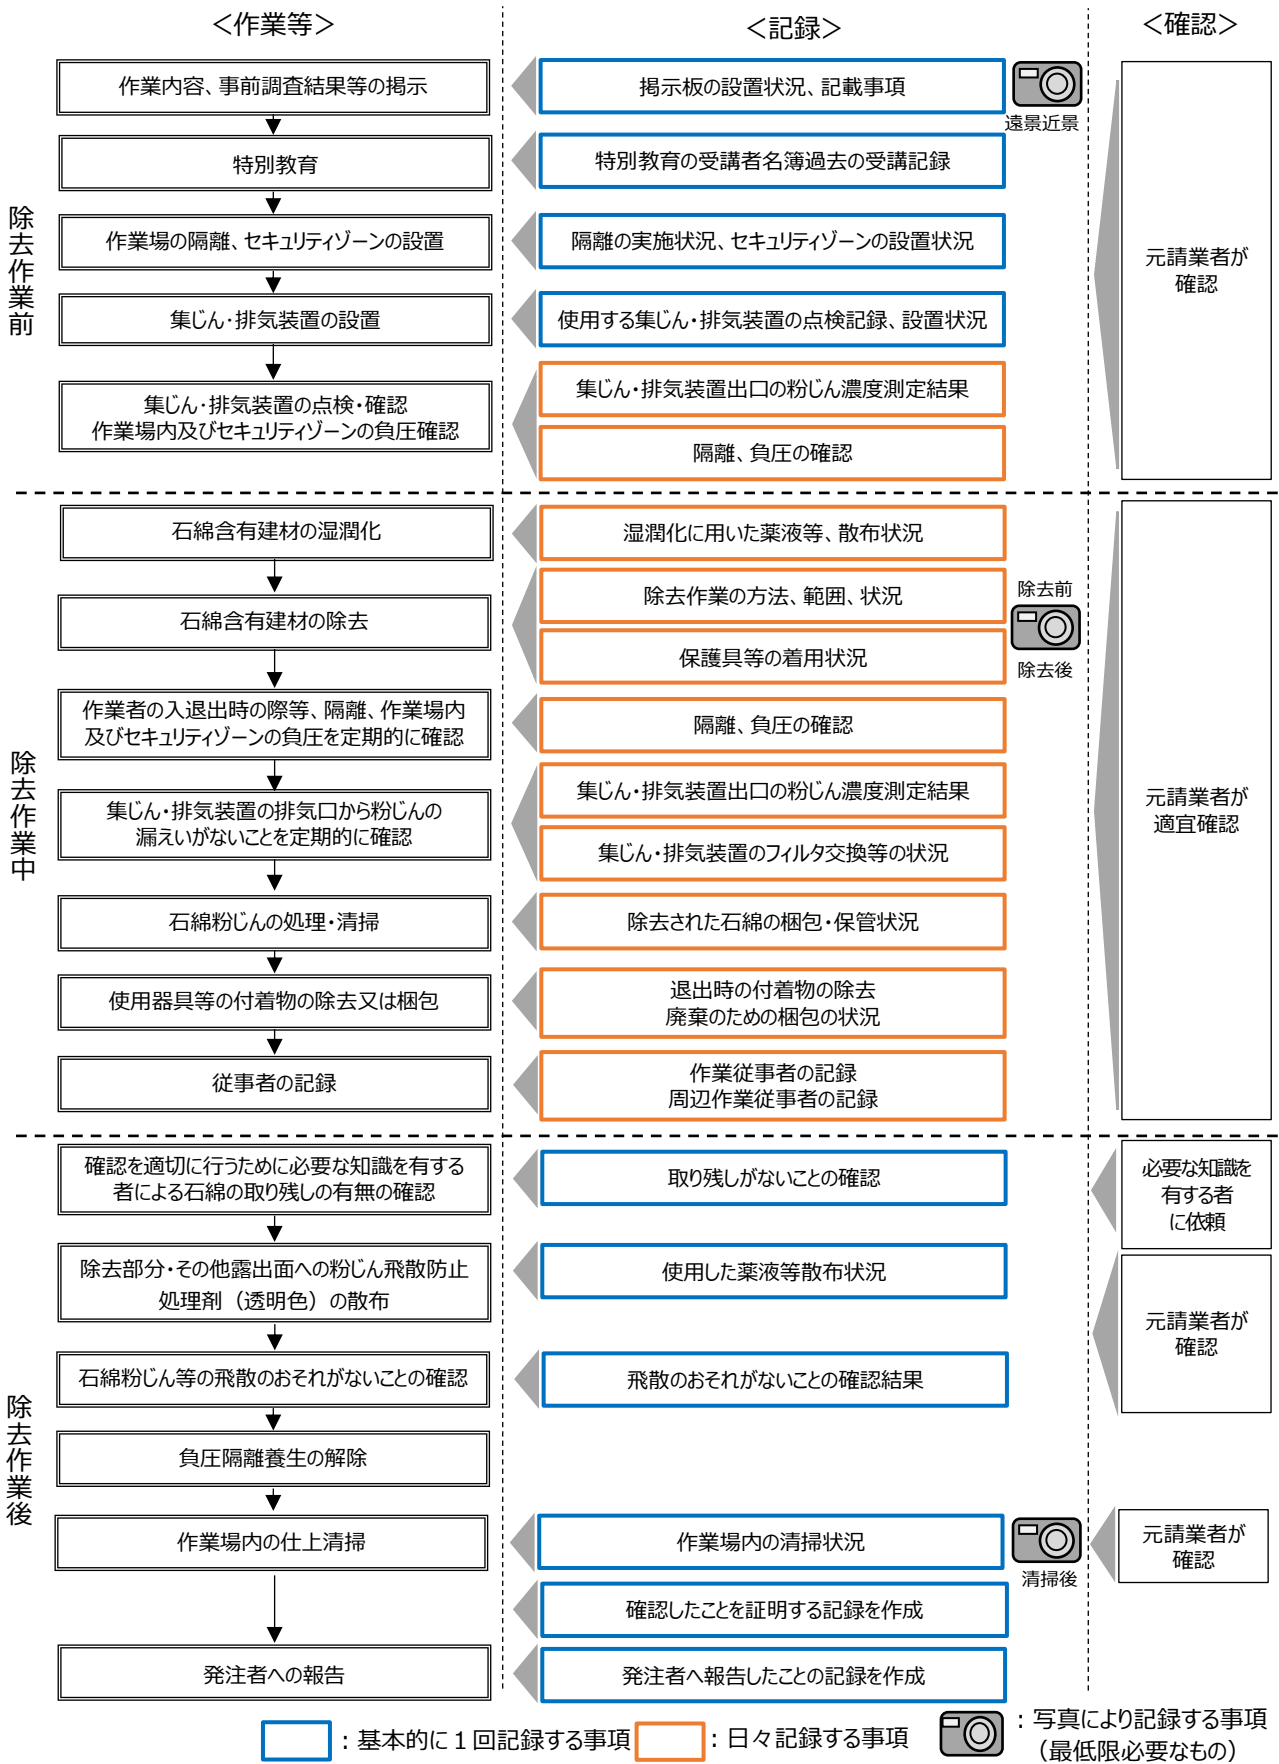 <作業等>
<記録>
<確認>
除去作業前
作業内容、事前調査結果等の掲示
掲示板の設置状況、記載事項
遠景近景
特別教育
特別教育の受講者名簿過去の受講記録
作業場の隔離、セキュリティゾーンの設置
隔離の実施状況、セキュリティゾーンの設置状況
元請業者が
確認
集じん・排気装置の設置
使用する集じん・排気装置の点検記録、設置状況
集じん・排気装置の点検・確認
作業場内及びセキュリティゾーンの負圧確認
集じん・排気装置出口の粉じん濃度測定結果
隔離、負圧の確認
除去作業中
石綿含有建材の湿潤化
湿潤化に用いた薬液等、散布状況
石綿含有建材の除去
除去作業の方法、範囲、状況
保護具等の着用状況
除去前
除去後
作業者の入退出時の際等、隔離、作業場内
及びセキュリティゾーンの負圧を定期的に確認
隔離、負圧の確認
元請業者が
適宜確認
集じん・排気装置の排気口から粉じんの
漏えいがないことを定期的に確認
集じん・排気装置出口の粉じん濃度測定結果
集じん・排気装置のフィルタ交換等の状況
石綿粉じんの処理・清掃
除去された石綿の梱包・保管状況
使用器具等の付着物の除去又は梱包
退出時の付着物の除去
廃棄のための梱包の状況
従事者の記録
作業従事者の記録
周辺作業従事者の記録
除去作業後
確認を適切に行うために必要な知識を有する
者による石綿の取り残しの有無の確認
取り残しがないことの確認
必要な知識を
有する者
に依頼
除去部分・その他露出面への粉じん飛散防止
処理剤（透明色）の散布
使用した薬液等散布状況
元請業者が
確認
石綿粉じん等の飛散のおそれがないことの確認
飛散のおそれがないことの確認結果
負圧隔離養生の解除
作業場内の仕上清掃
作業場内の清掃状況
清掃後
元請業者が
確認
確認したことを証明する記録を作成
発注者への報告
発注者へ報告したことの記録を作成
：基本的に１回記録する事項
：日々記録する事項
：写真により記録する事項
（最低限必要なもの）